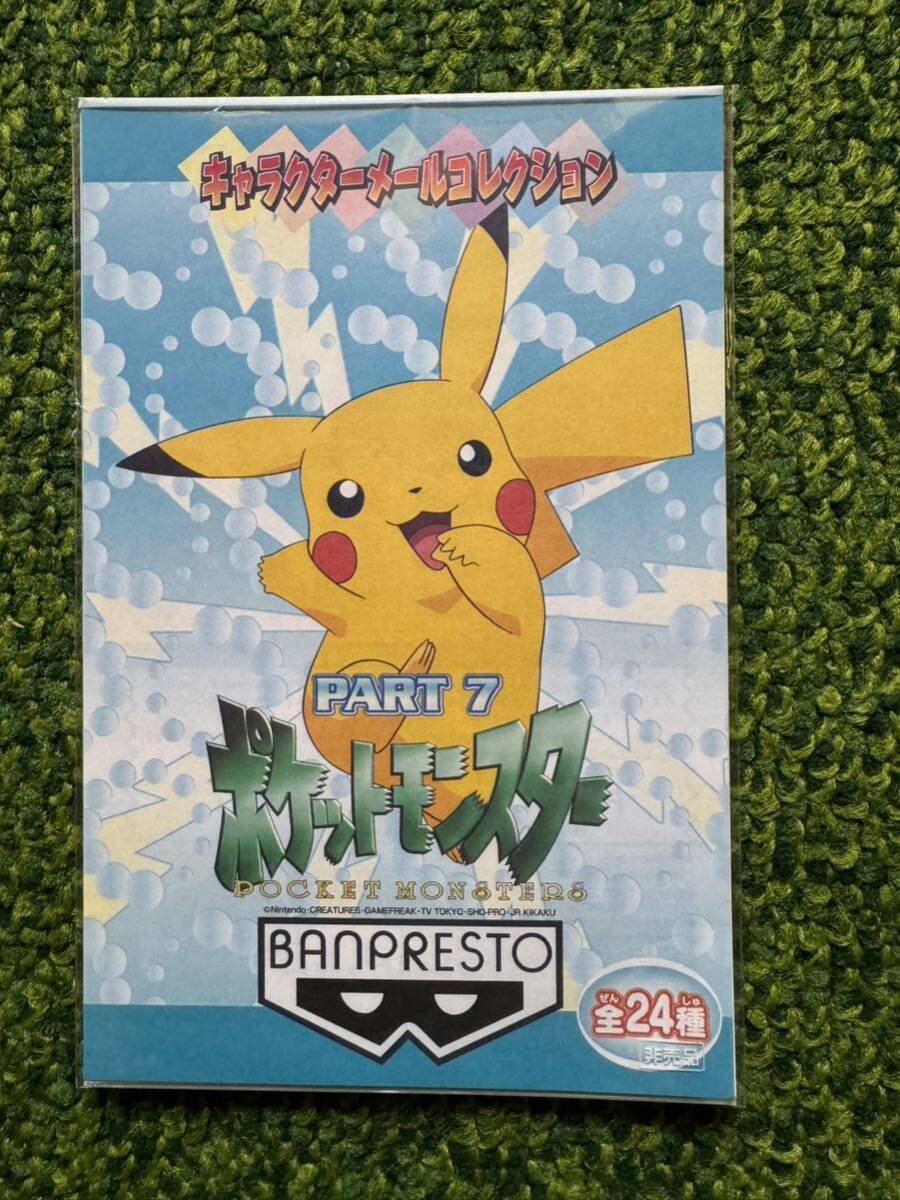 キャラクターメールコレクション
PART 7
ポケットモンスター
POCKET MONSTERS
©Nintendo・CREATURES・GAMEFREAK・TV TOKYO・SHO-PRO・JR KIKAKU
BANPRESTO
ぜん しゅ
全24種
非売品